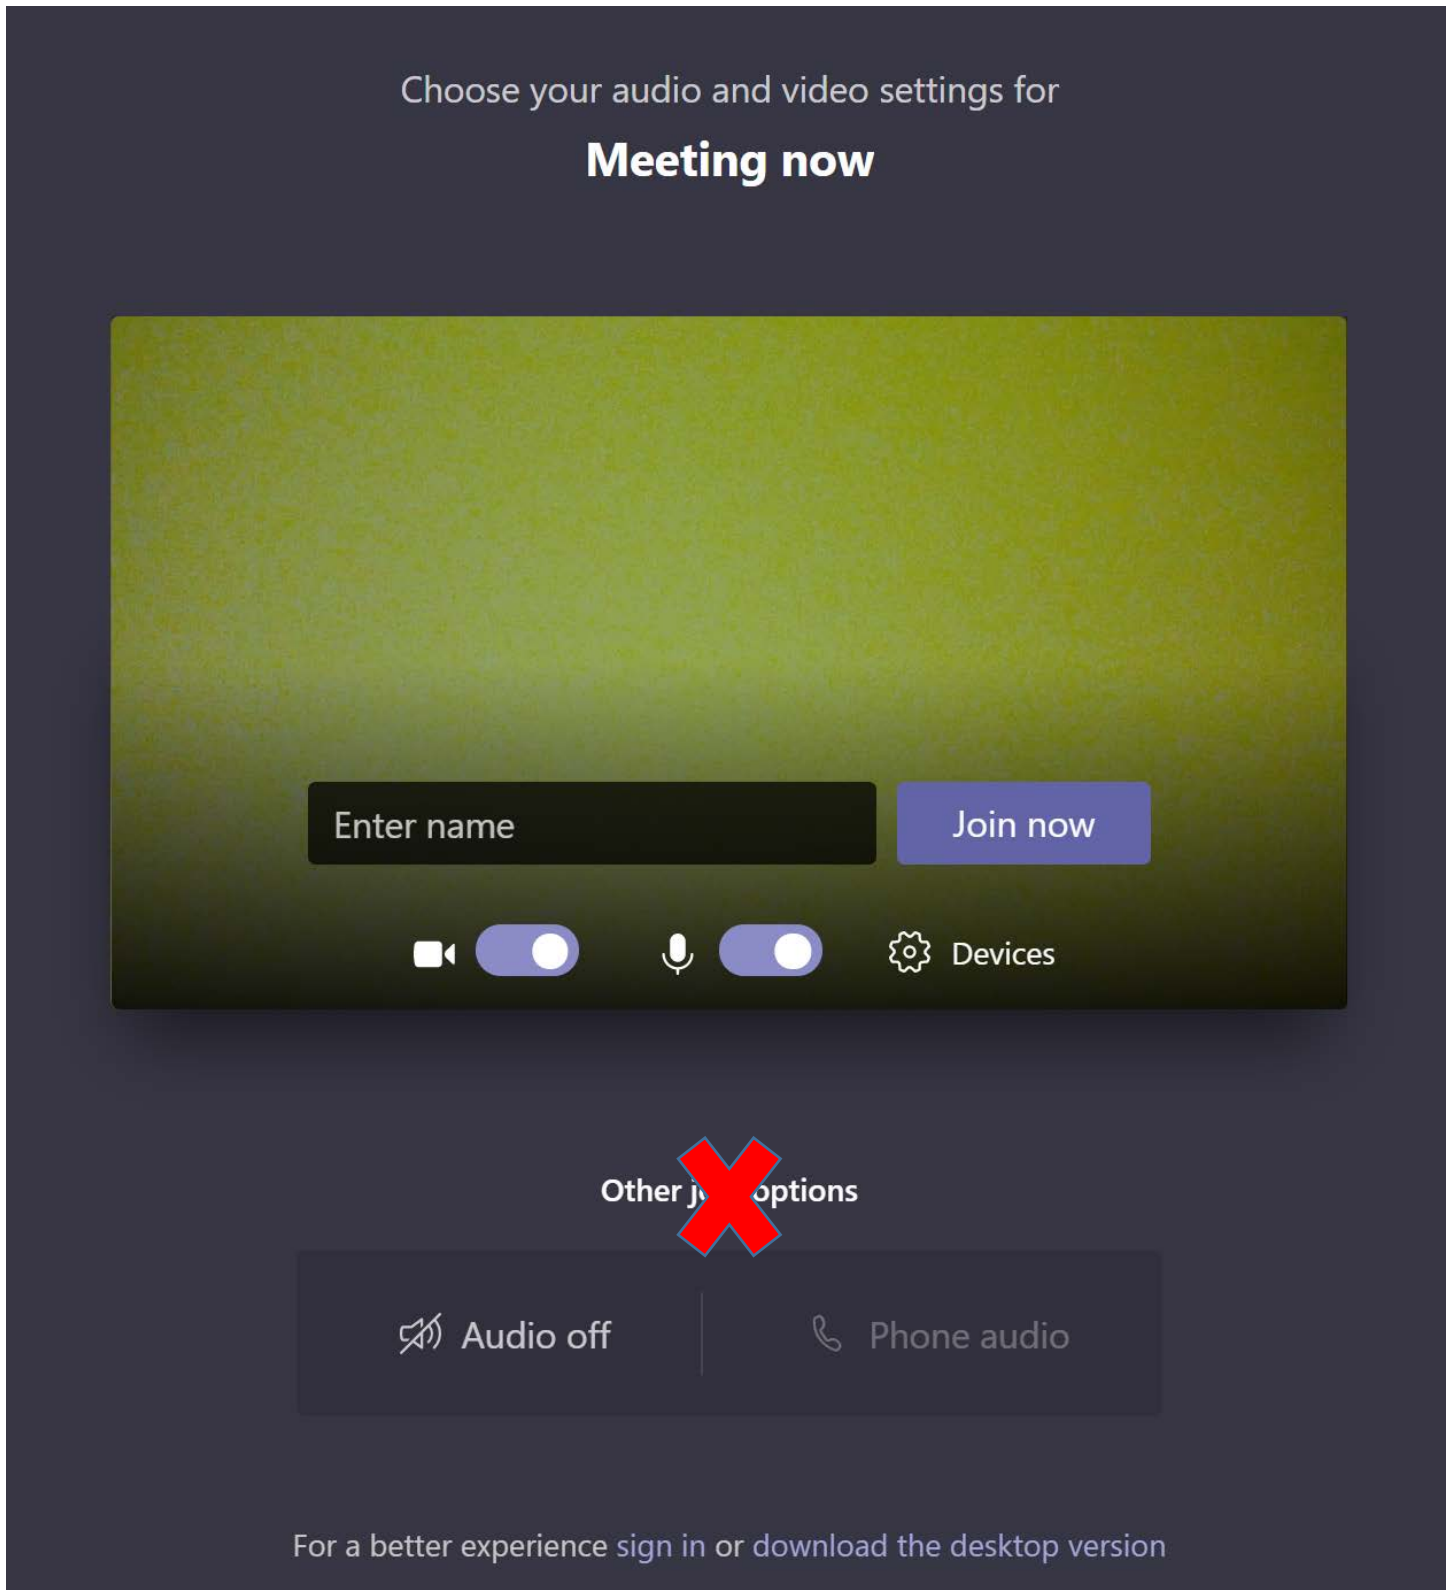 Choose your audio and video settings for
Meeting now
Enter name
Join now
Devices
Other options
Audio off
Phone audio
For a better experience sign in or download the desktop version